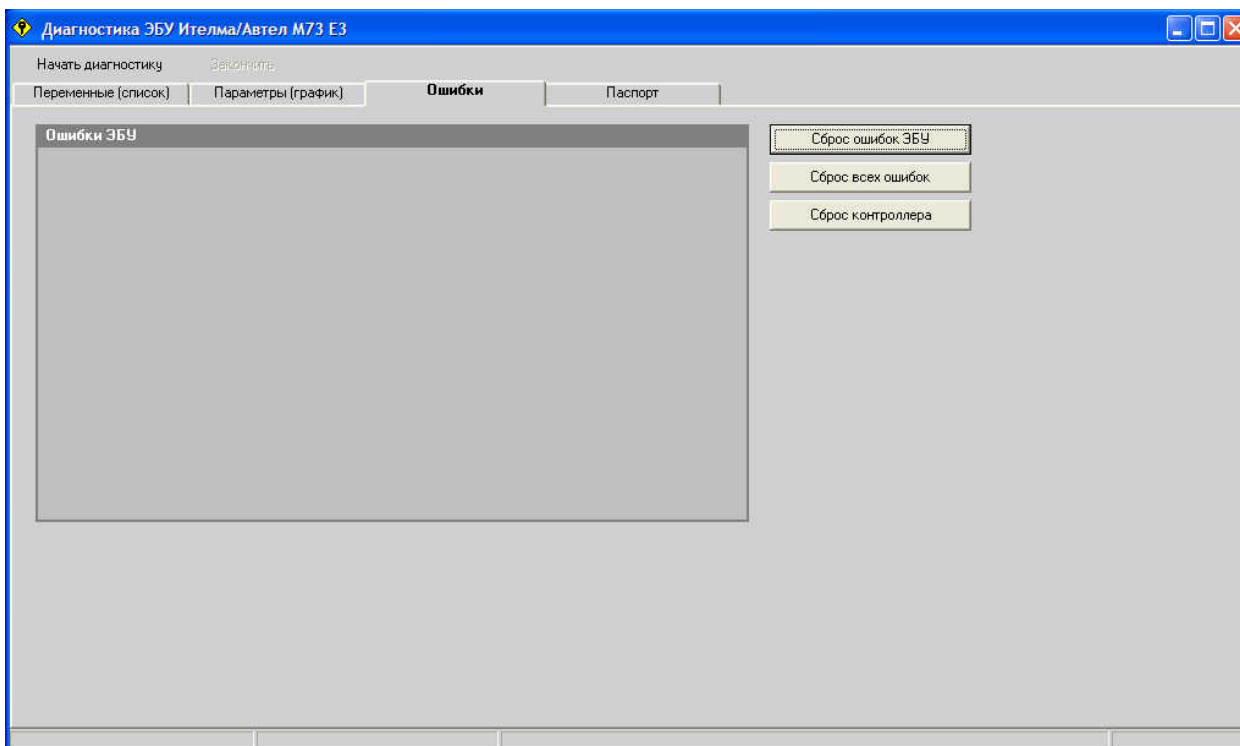 Диагностика ЭБУ Ителма/Автел М73 Е3
Начать диагностику Закончить
Переменные (список) Параметры (график) Ошибки Паспорт
Ошибки ЭБУ
Сброс ошибок ЭБУ
Сброс всех ошибок
Сброс контроллера